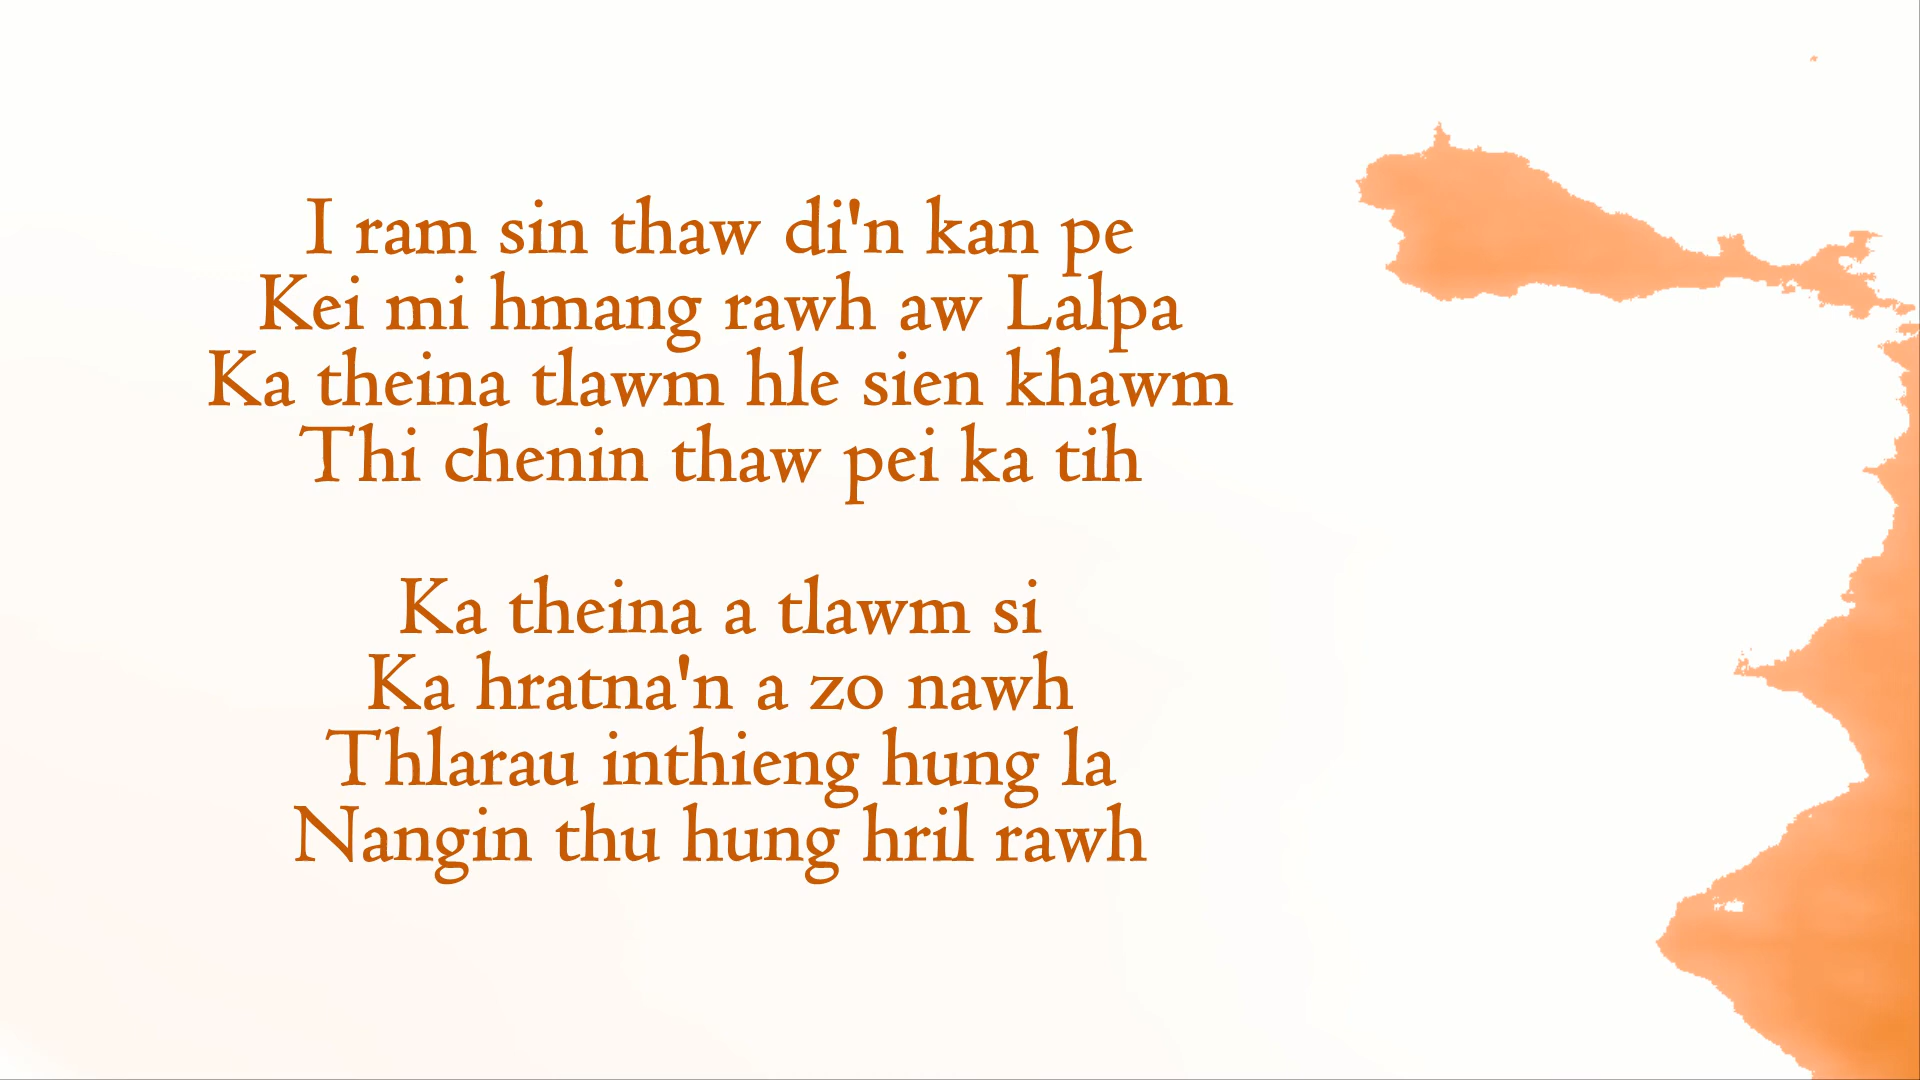 I ram sin thaw di'n kan pe
Kei mi hmang rawh aw Lalpa
Ka theina tlawm hle sien khawm
Thi chenin thaw pei ka tih
Ka theina a tlawm si
Ka hratna'n a zo nawh
Thlarau inthieng hung la
Nangin thu hung hril rawh